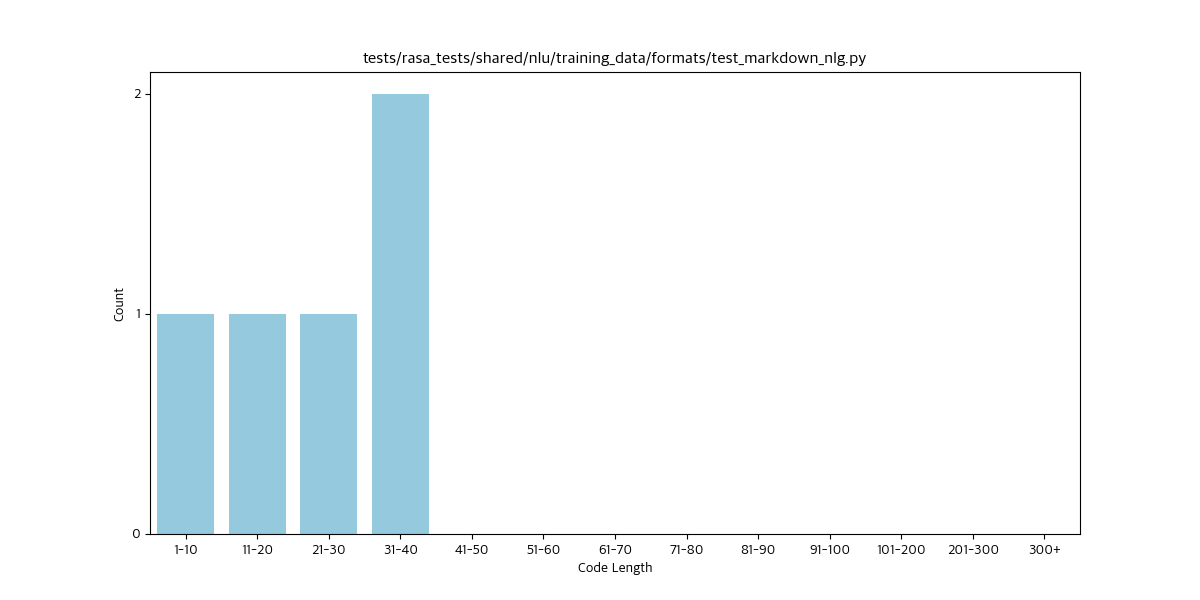 tests/rasa_tests/shared/nlu/training_data/formats/test_markdown_nlg.py
2
1
0
Count
1-10 11-20 21-30 31-40 41-50 51-60 61-70 71-80 81-90 91-100 101-200 201-300 300+
Code Length